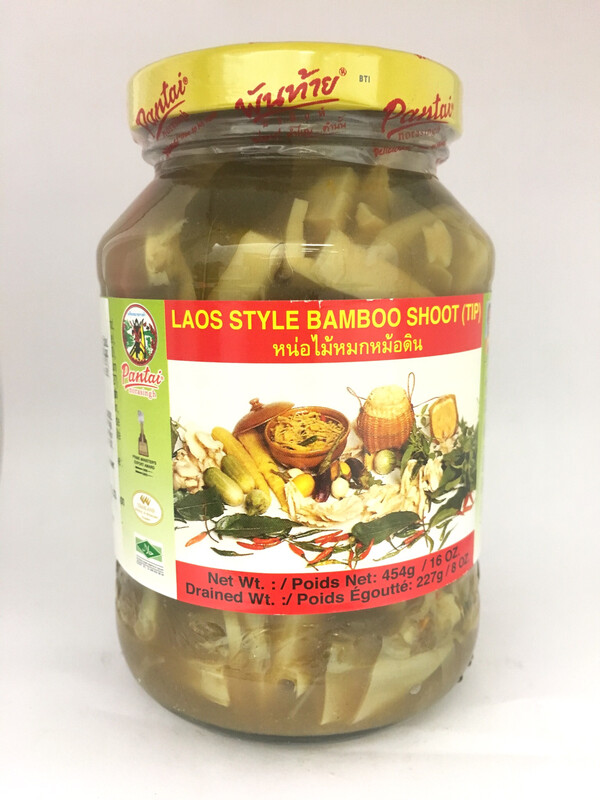 Pantai®
พันท้าย®
BTI
Pantai®
Pantai®
LAOS STYLE BAMBOO SHOOT (TIP)
หน่อไม้หมกหม้อดิน
Net Wt. :/ Poids Net: 454g / 16 OZ.
Drained Wt. :/ Poids Égoutté: 227g / 8 OZ.